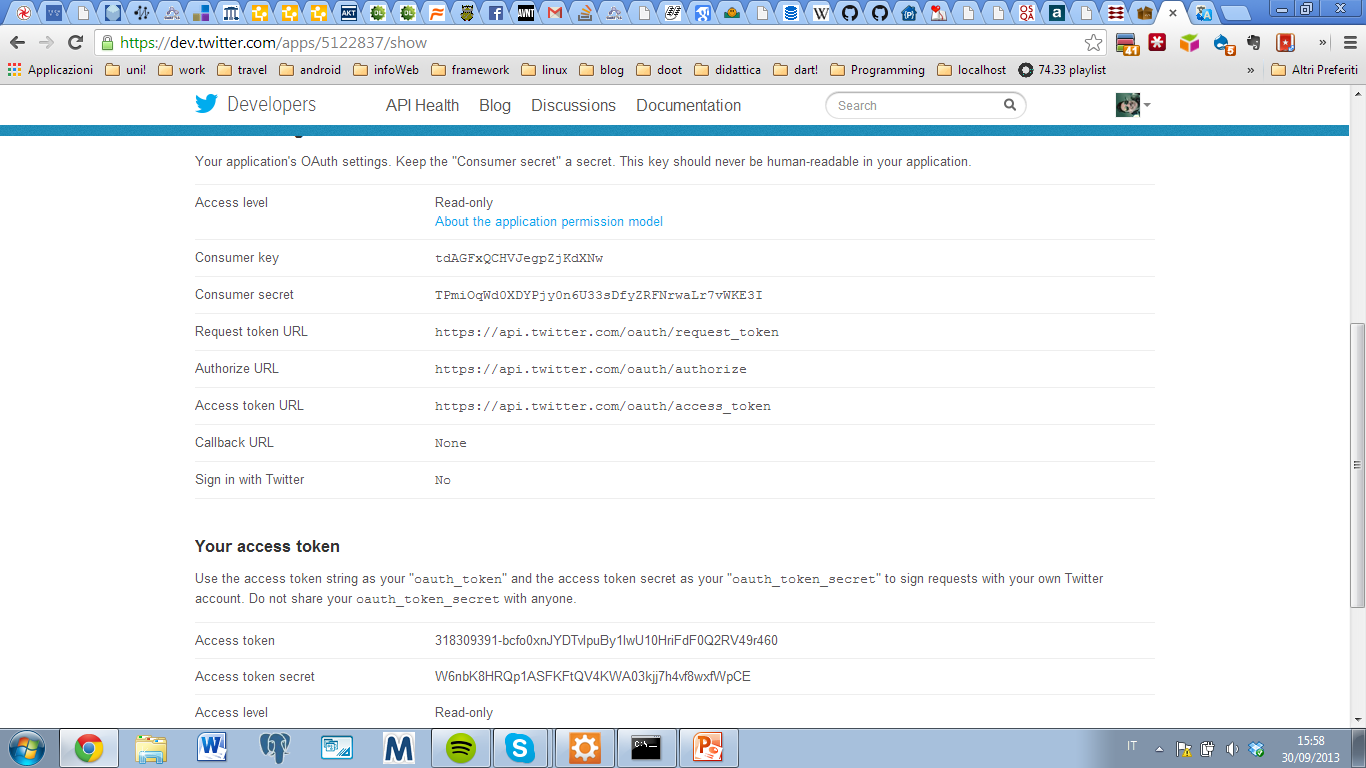 https://dev.twitter.com/apps/5122837/show
41
5
Applicazioni uni! work travel android infoWeb framework linux blog doot didattica dart! Programming localhost 74.33 playlist » Altri Preferiti
Developers API Health Blog Discussions Documentation Search
Your application's OAuth settings. Keep the "Consumer secret" a secret. This key should never be human-readable in your application.
Access level Read-only
About the application permission model
Consumer key tdAGFxQCHVJegpZjKdXNw
Consumer secret TPmiOqWd0XDYPjy0n6U33sDfyZRFNrwaLr7vWKE3I
Request token URL https://api.twitter.com/oauth/request_token
Authorize URL https://api.twitter.com/oauth/authorize
Access token URL https://api.twitter.com/oauth/access_token
Callback URL None
Sign in with Twitter No
Your access token
Use the access token string as your "oauth_token" and the access token secret as your "oauth_token_secret" to sign requests with your own Twitter
account. Do not share your oauth_token_secret with anyone.
Access token
Access token secret W6nbK8HRQp1ASFKFtQV4KWA03kjj7h4vf8wxfWpCE
Access level Read-only
IT
15:58
30/09/2013